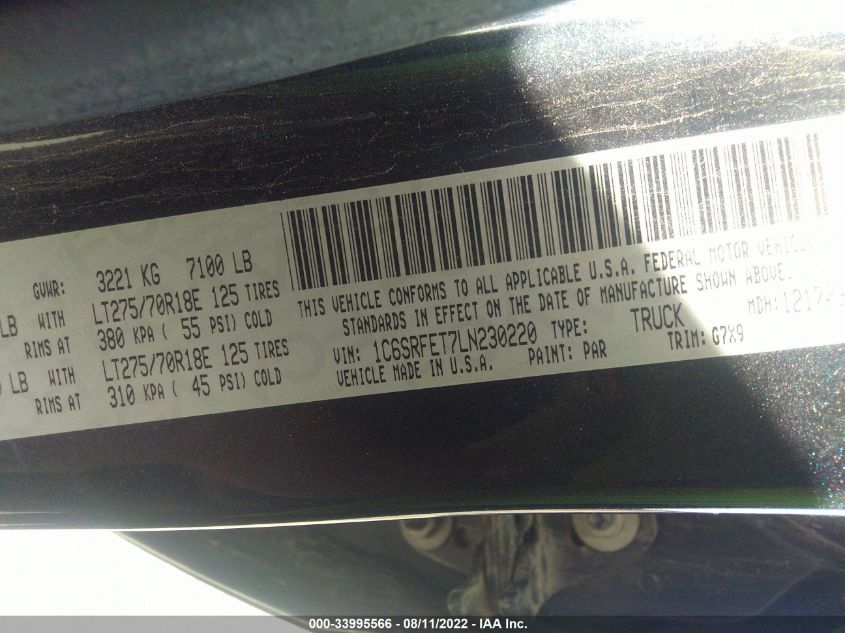 GVWR: 3221 KG 7100 LB
LB WITH LT275/70R18E 125 TIRES
RIMS AT 380 KPA ( 55 PSI) COLD
LB WITH LT275/70R18E 125 TIRES
RIMS AT 310 KPA ( 45 PSI) COLD
THIS VEHICLE CONFORMS TO ALL APPLICABLE U.S.A. FEDERAL MOTOR VEHICLE
STANDARDS IN EFFECT ON THE DATE OF MANUFACTURE SHOWN ABOVE.
VIN: 1C6SRFET7LN230220 TYPE: TRUCK MDH:
VEHICLE MADE IN U.S.A. PAINT: PAR TRIM: G7X9
000-33995566 - 08/11/2022 - IAA Inc.